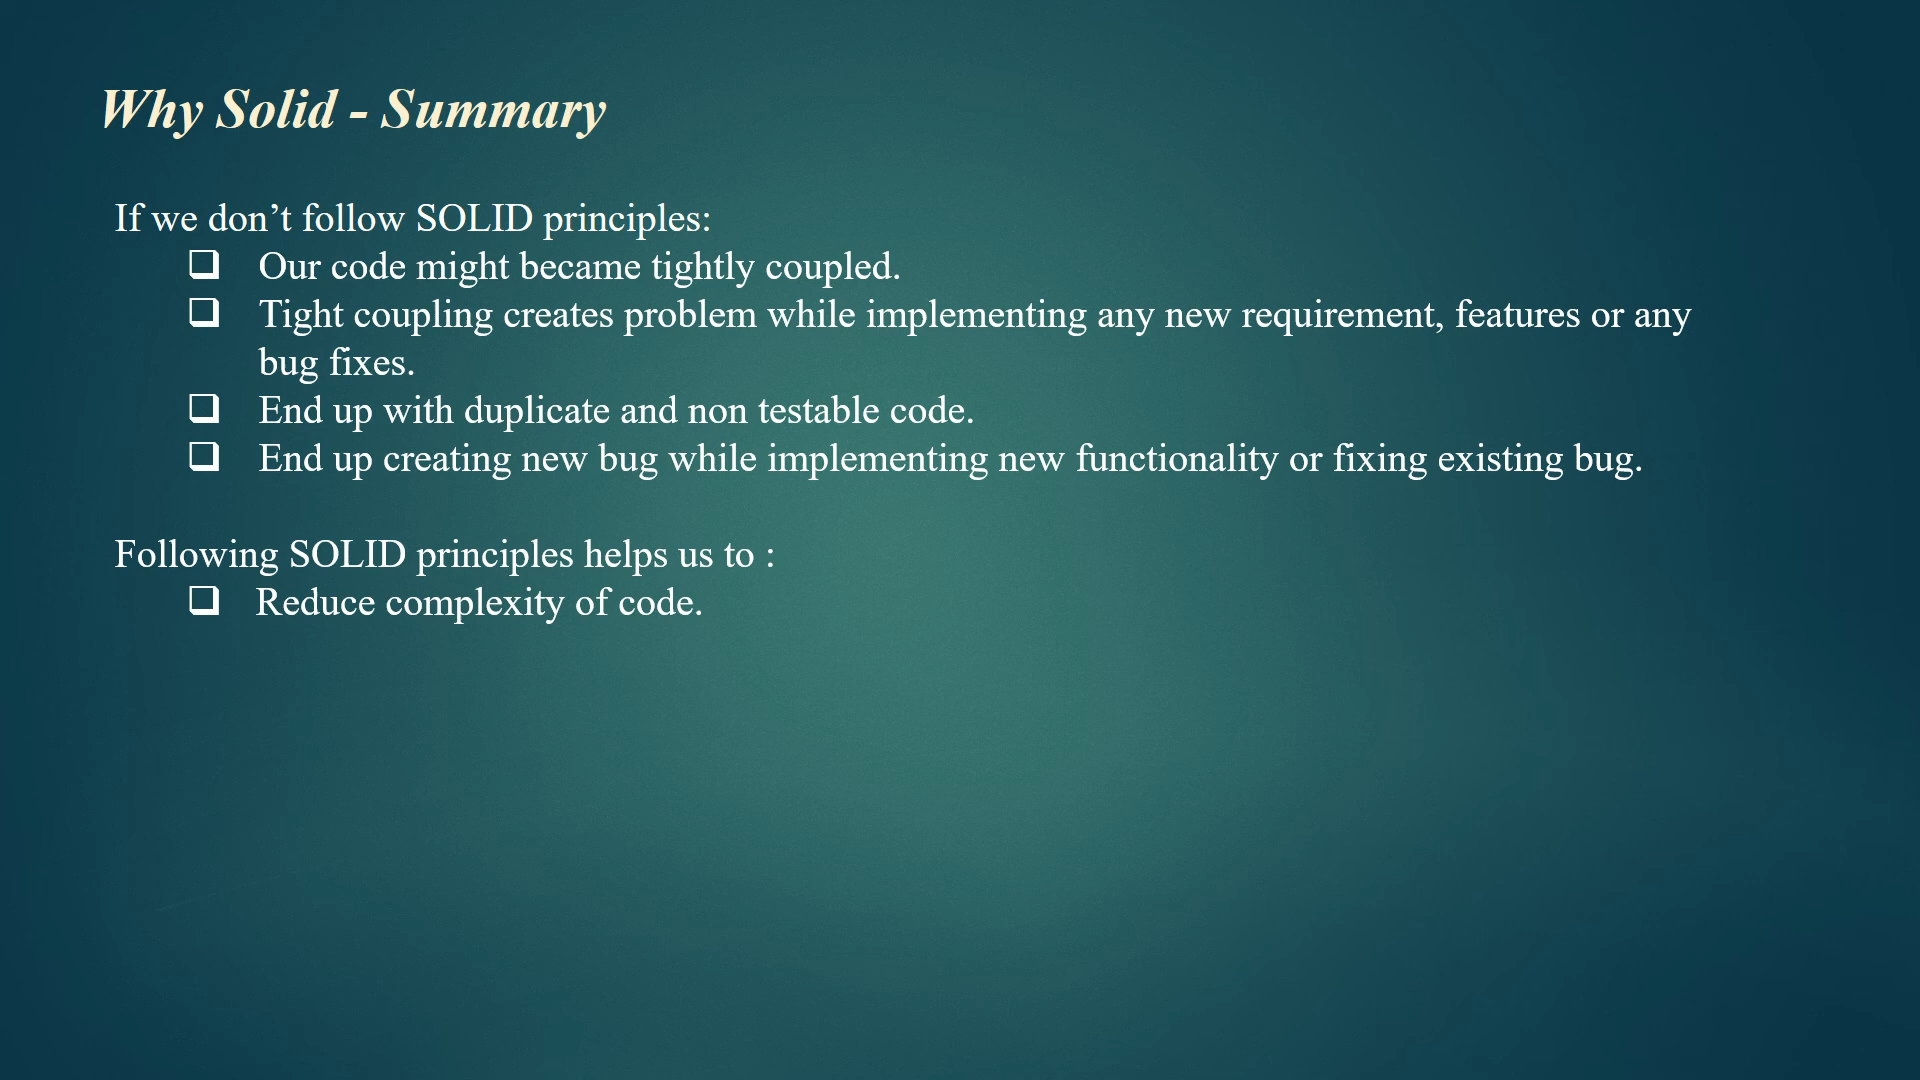 Why Solid - Summary
If we don’t follow SOLID principles:
❑ Our code might became tightly coupled.
❑ Tight coupling creates problem while implementing any new requirement, features or any
bug fixes.
❑ End up with duplicate and non testable code.
❑ End up creating new bug while implementing new functionality or fixing existing bug.
Following SOLID principles helps us to :
❑ Reduce complexity of code.